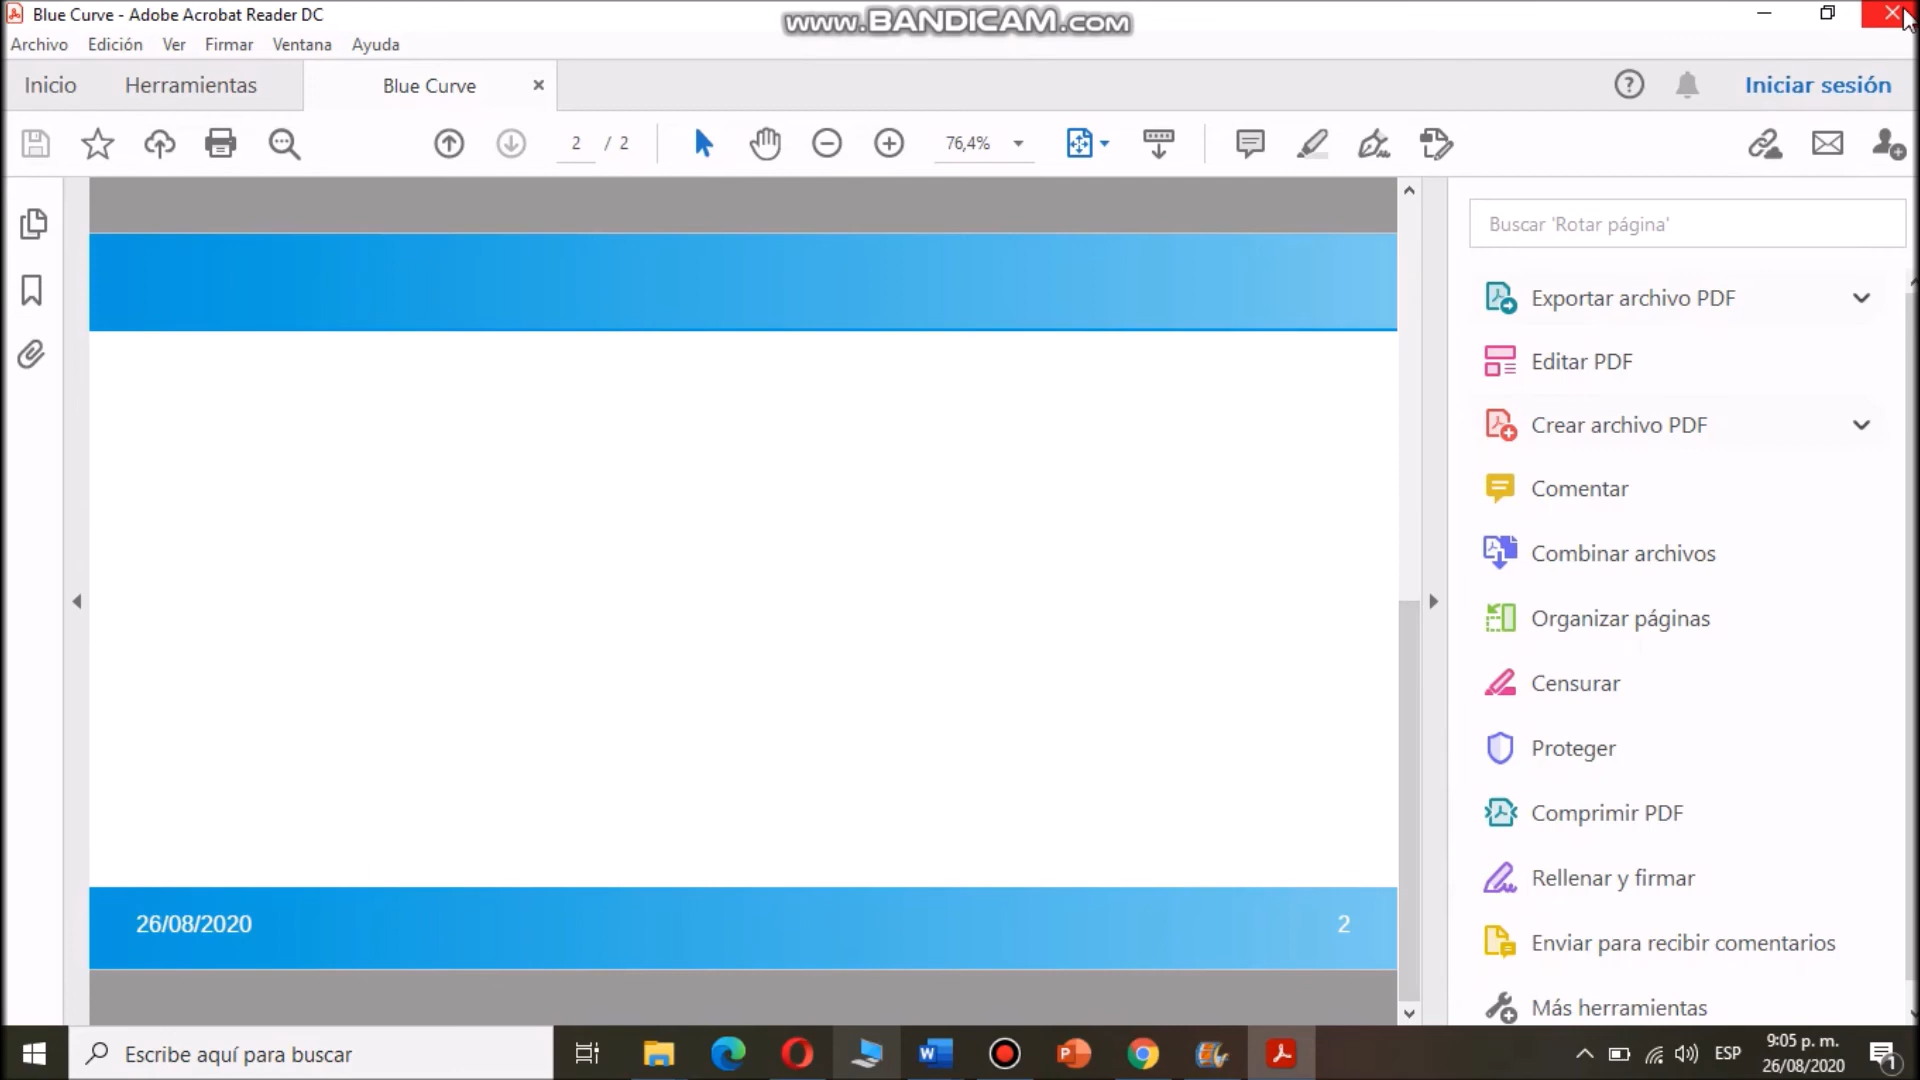 Blue Curve - Adobe Acrobat Reader DC
www.BANDICAM.com
Archivo Edición Ver Firmar Ventana Ayuda
Inicio Herramientas Blue Curve Iniciar sesión
2 / 2 76,4%
Buscar 'Rotar página'
Exportar archivo PDF
Editar PDF
Crear archivo PDF
Comentar
Combinar archivos
Organizar páginas
Censurar
Proteger
Comprimir PDF
Rellenar y firmar
26/08/2020 2
Enviar para recibir comentarios
Más herramientas
Escribe aquí para buscar
ESP
9:05 p. m.
26/08/2020
1